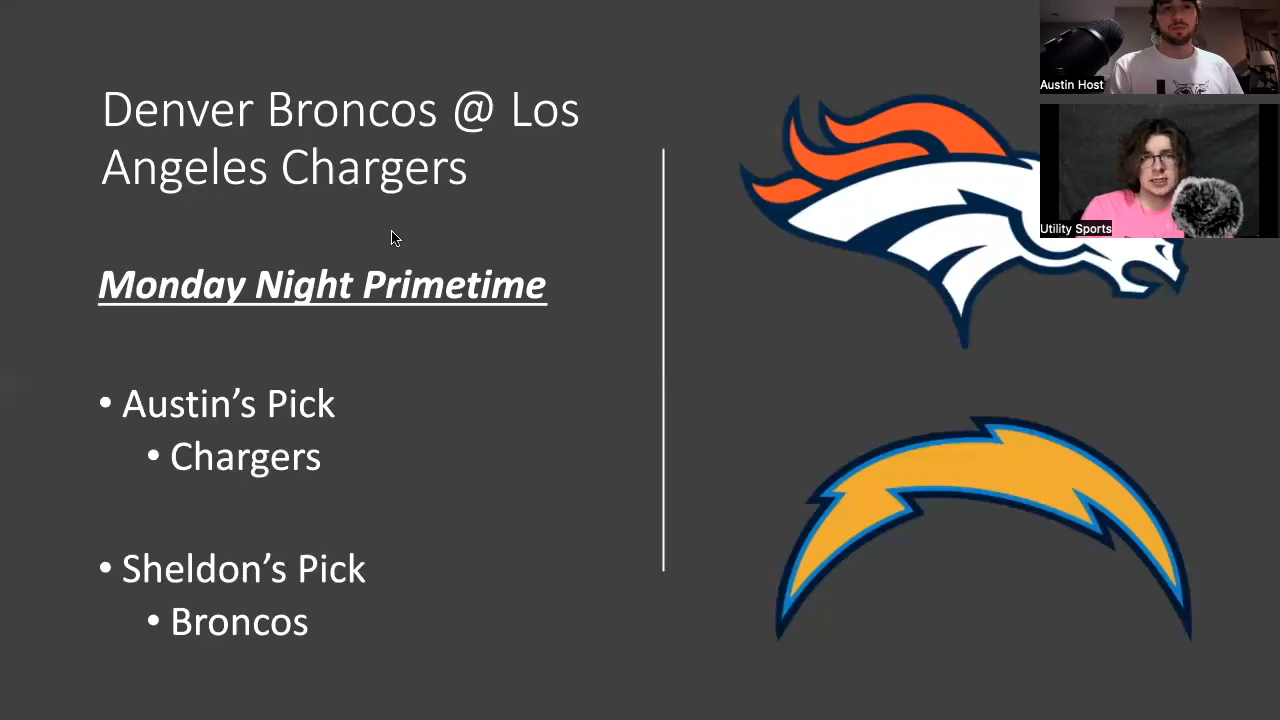 Denver Broncos @ Los
Angeles Chargers
Monday Night Primetime
• Austin’s Pick
• Chargers
• Sheldon’s Pick
• Broncos
Austin Host
Utility Sports